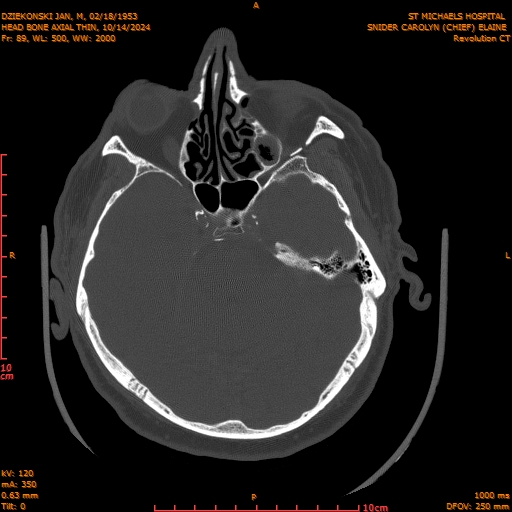 A
DZIEKONSKI JAN, M, 02/18/1953
HEAD BONE AXIAL THIN, 10/14/2024
Fr: 89, WL: 500, WW: 2000
ST MICHAELS HOSPITAL
SNIDER CAROLYN (CHIEF) ELAINE
Revolution CT
R
L
10
cm
kV: 120
mA: 350
0.63 mm
Tilt: 0
P
10cm
1000 ms
DFOV: 250 mm